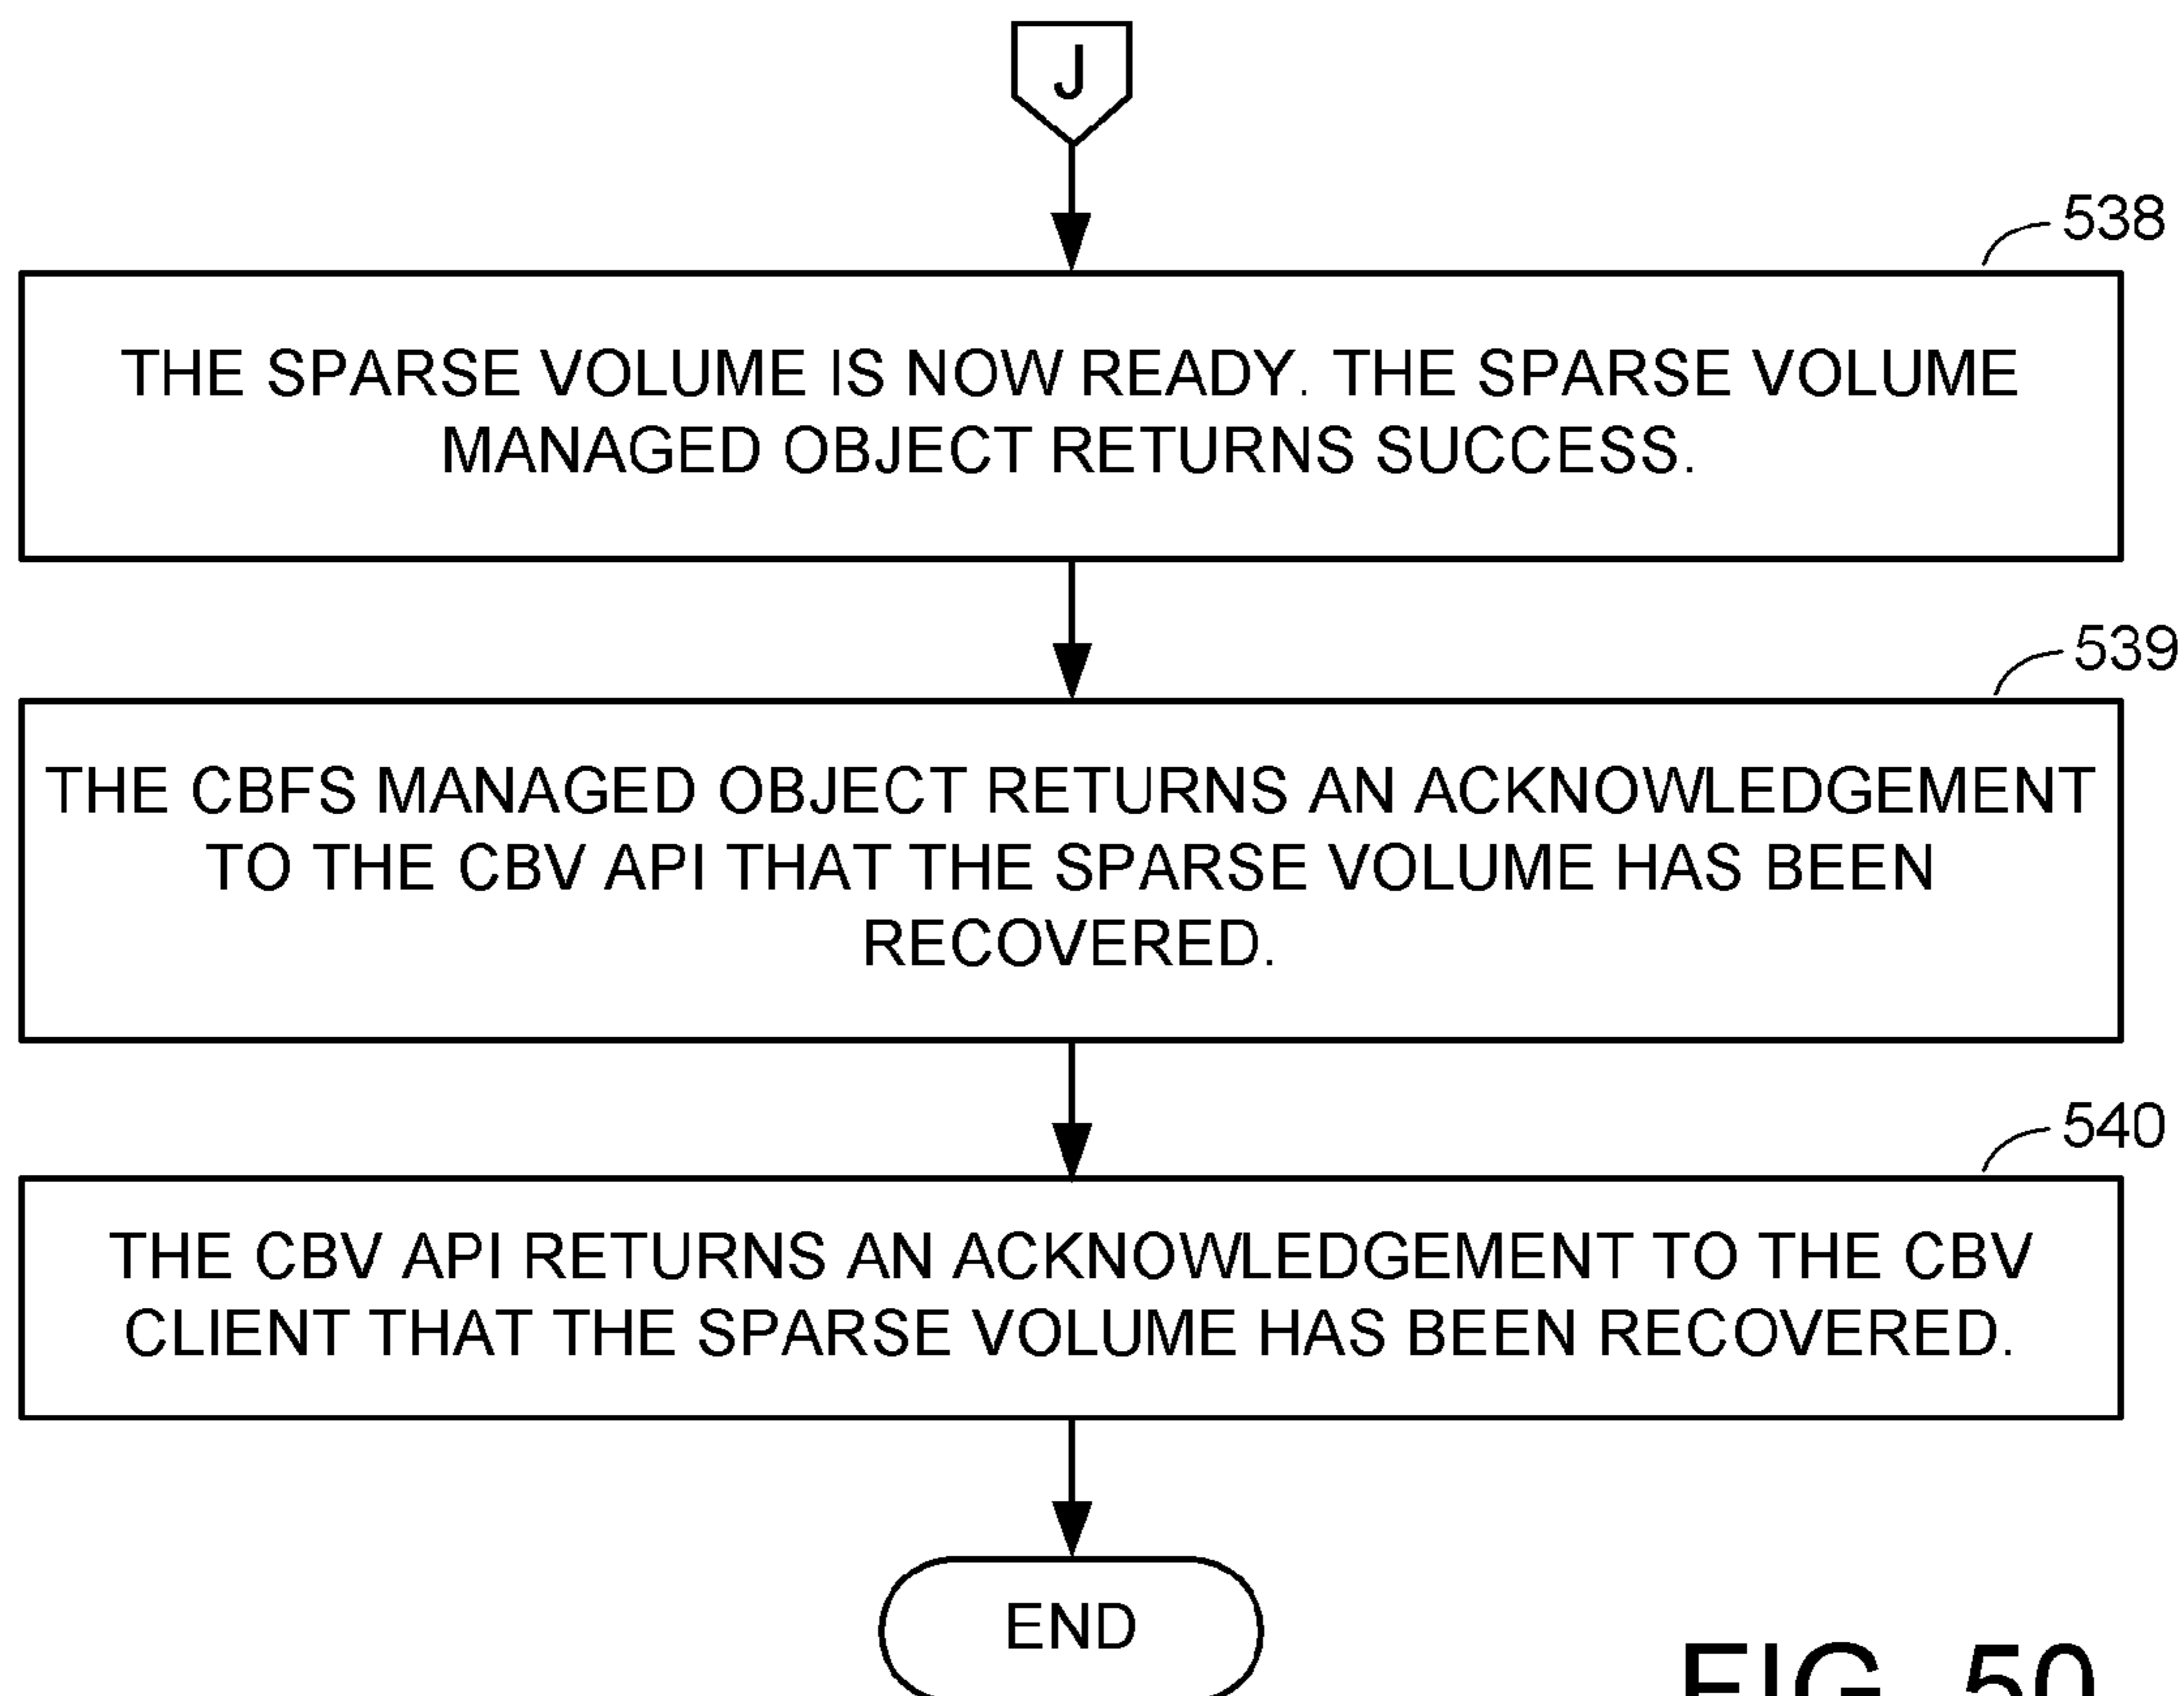 J
538
THE SPARSE VOLUME IS NOW READY. THE SPARSE VOLUME
MANAGED OBJECT RETURNS SUCCESS.
539
THE CBFS MANAGED OBJECT RETURNS AN ACKNOWLEDGEMENT
TO THE CBV API THAT THE SPARSE VOLUME HAS BEEN
RECOVERED.
540
THE CBV API RETURNS AN ACKNOWLEDGEMENT TO THE CBV
CLIENT THAT THE SPARSE VOLUME HAS BEEN RECOVERED.
END
FIG. 50